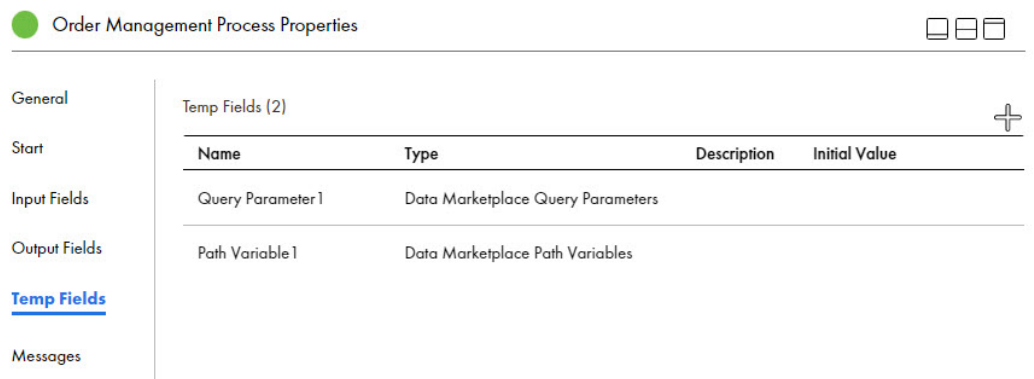 Order Management Process Properties
General
Start
Input Fields
Output Fields
Temp Fields
Messages
Temp Fields (2)
Name Type Description Initial Value
Query Parameter1 Data Marketplace Query Parameters
Path Variable1 Data Marketplace Path Variables